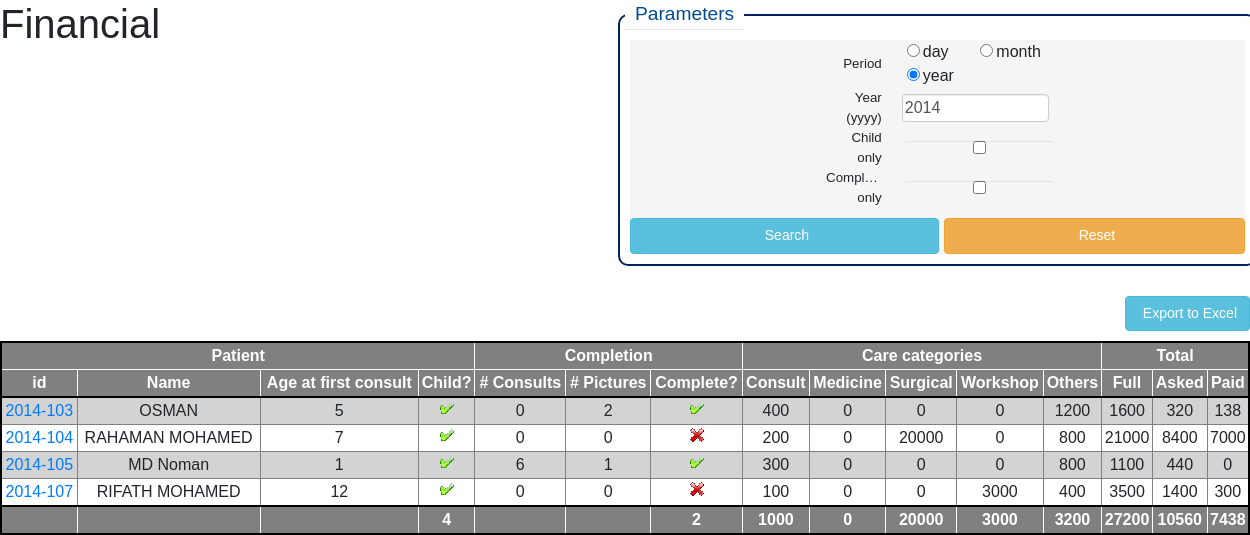 Financial
Parameters
Period
day month
year
Year
(yyyy)
2014
Child
only
Compl…
only
Search Reset
Export to Excel
Patient Completion Care categories Total
id Name Age at first consult Child? # Consults # Pictures Complete? Consult Medicine Surgical Workshop Others Full Asked Paid
2014-103 OSMAN 5 0 2 400 0 0 0 1200 1600 320 138
2014-104 RAHAMAN MOHAMED 7 0 0 200 0 20000 0 800 21000 8400 7000
2014-105 MD Noman 1 6 1 300 0 0 0 800 1100 440 0
2014-107 RIFATH MOHAMED 12 0 0 100 0 0 3000 400 3500 1400 300
4 2 1000 0 20000 3000 3200 27200 10560 7438